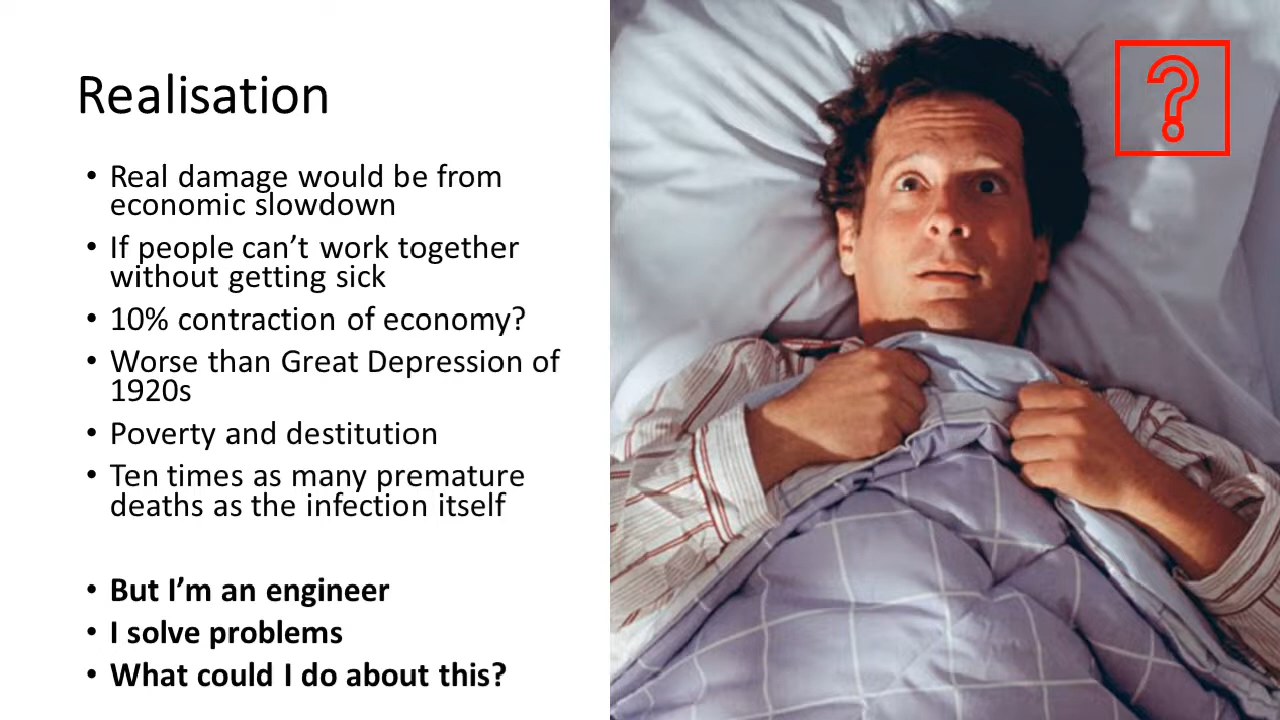 Realisation
• Real damage would be from
economic slowdown
• If people can’t work together
without getting sick
• 10% contraction of economy?
• Worse than Great Depression of
1920s
• Poverty and destitution
• Ten times as many premature
deaths as the infection itself
• But I’m an engineer
• I solve problems
• What could I do about this?
?